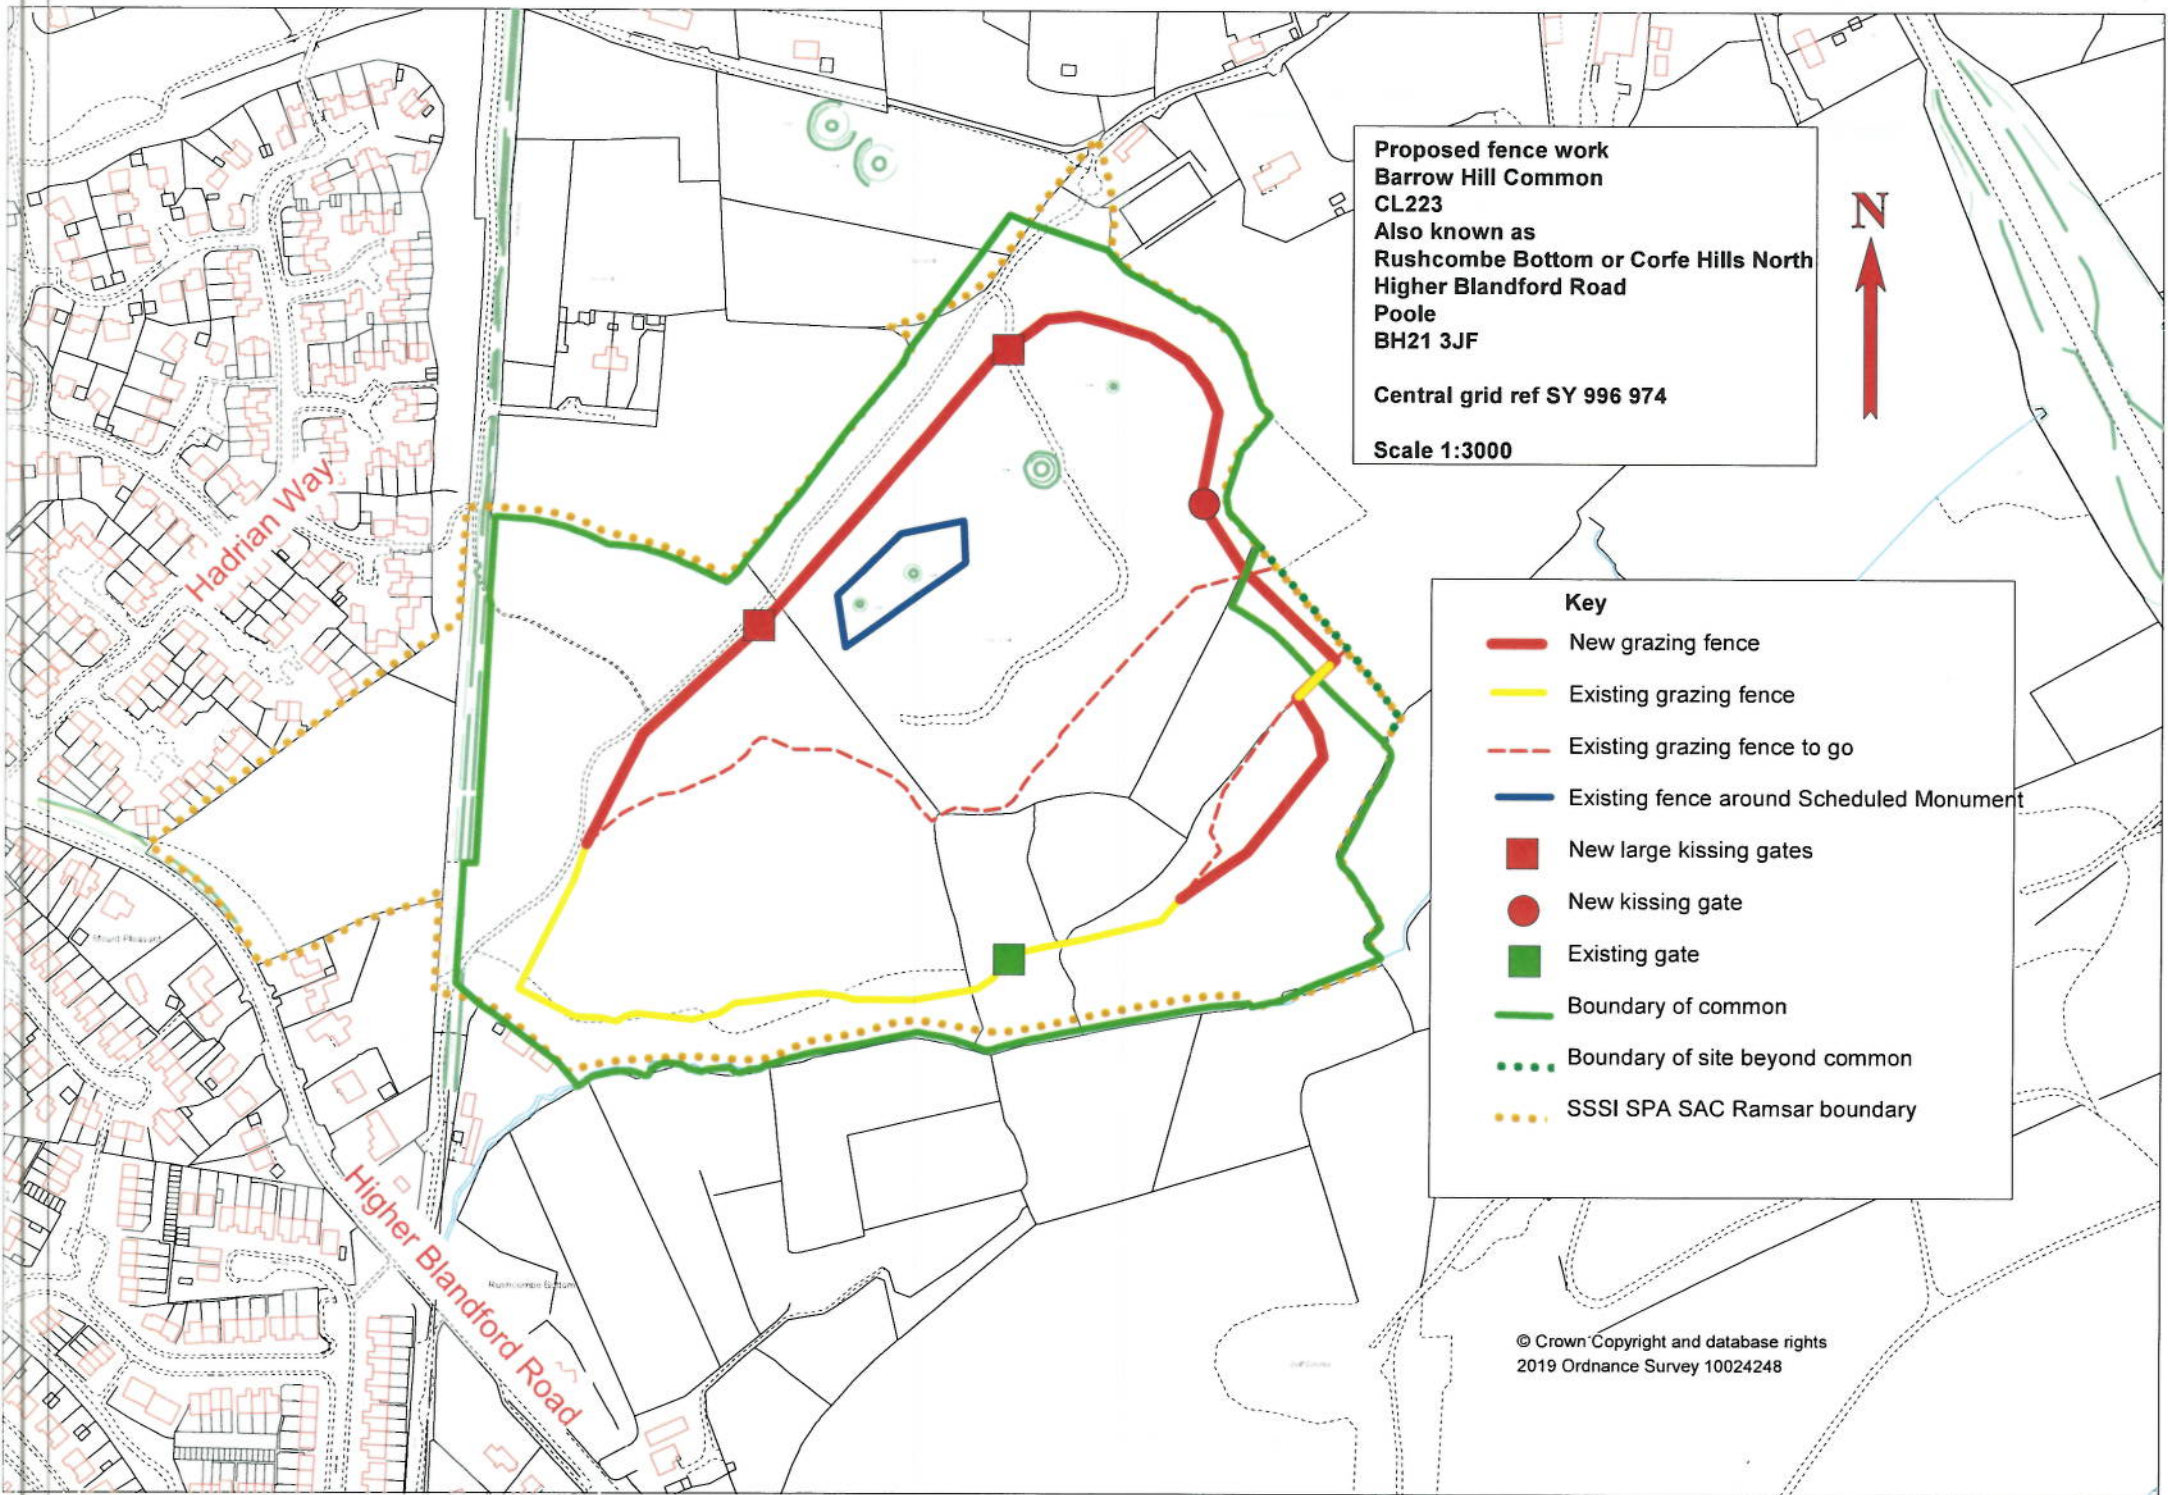 Proposed fence work
Barrow Hill Common
CL223
Also known as
Rushcombe Bottom or Corfe Hills North
Higher Blandford Road
Poole
BH21 3JF
Central grid ref SY 996 974
Scale 1:3000
N
Hadrian Way
Key
New grazing fence
Existing grazing fence
Existing grazing fence to go
Existing fence around Scheduled Monument
New large kissing gates
New kissing gate
Existing gate
Boundary of common
Boundary of site beyond common
SSSI SPA SAC Ramsar boundary
Mount Pleasant
Higher Blandford Road
Rushcombe Bottom
© Crown Copyright and database rights
2019 Ordnance Survey 10024248